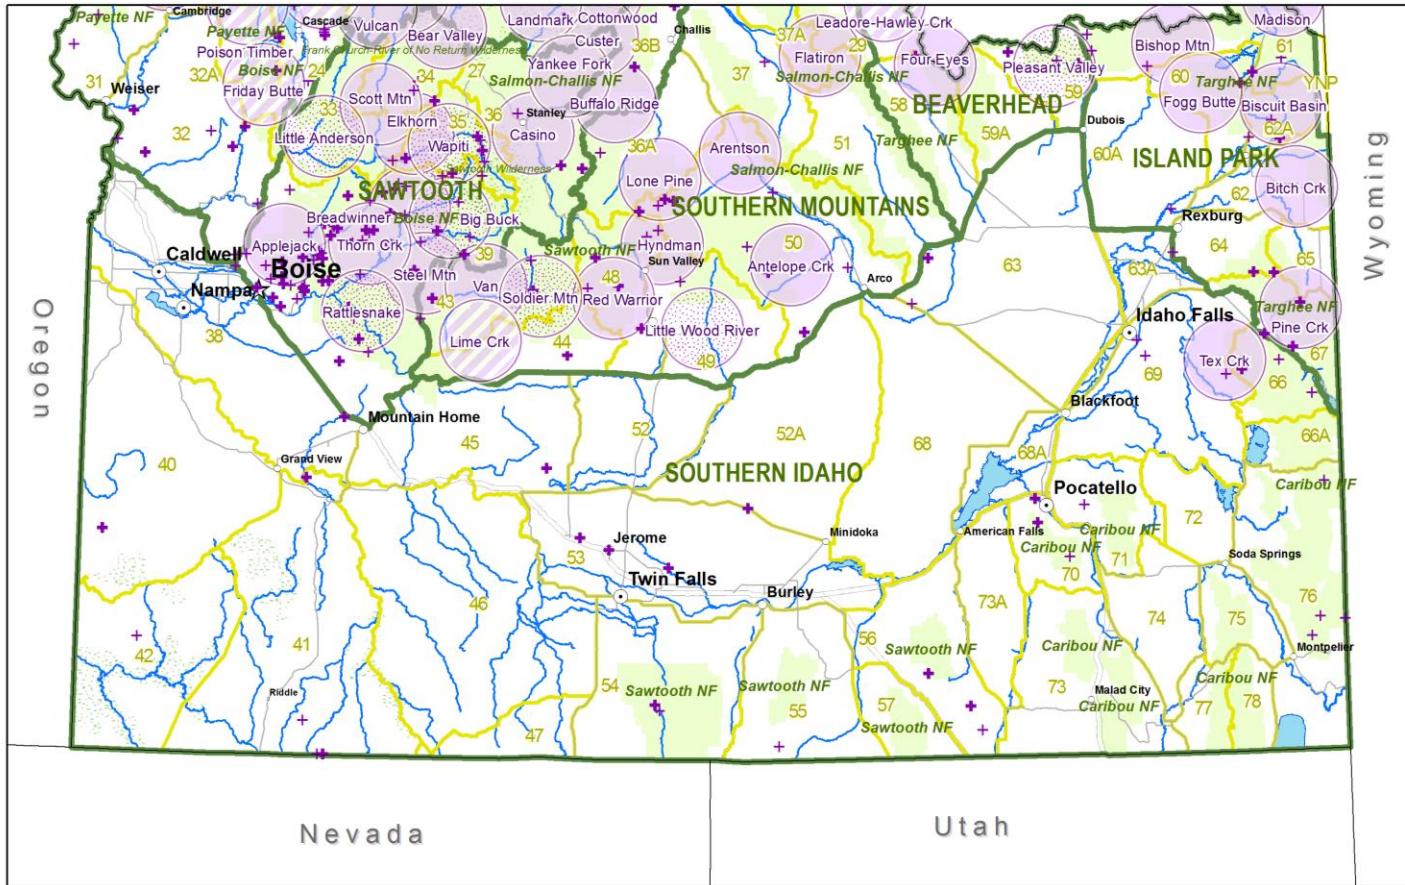 Payette NF
Cambridge
Cascade
Vulcan
Bear Valley
Landmark
Cottonwood
Challis
Leadore-Hawley Crk
Madison
Payette NF
Poison Timber
Frank Church-River of No Return Wilderness
Custer
36B
37A
29
Bishop Mtn
61
31
32A
Boise NF
24
34
27
Yankee Fork
Salmon-Challis NF
37
Flatiron
Salmon-Challis NF
Four-Eyes
Pleasant Valley
60
Targhee NF
YNP
Weiser
Friday Butte
Scott Mtn
Buffalo Ridge
58
BEAVERHEAD
59
Fogg Butte
Biscuit Basin
32
33
Little Anderson
Elkhorn
35
36
Stanley
Casino
36A
Arentson
51
Targhee NF
59A
Dubois
60A
62A
Wapiti
Sawtooth Wilderness
Salmon-Challis NF
ISLAND PARK
SAWTOOTH
Lone Pine
62
Bitch Crk
Breadwinner
Boise NF
Big Buck
SOUTHERN MOUNTAINS
Rexburg
Caldwell
Applejack
Thorn Crk
39
Sawtooth NF
Hyndman
50
64
Boise
Steel Mtn
Sun Valley
Antelope Crk
63
63A
65
Nampa
43
Van
48
Arco
Rattlesnake
Soldier Mtn
Red Warrior
Targhee NF
38
Lime Crk
44
Little Wood River
49
Idaho Falls
Pine Crk
67
69
Tex Crk
66
Mountain Home
Blackfoot
40
Grand View
45
52
52A
68
68A
66A
SOUTHERN IDAHO
Caribou NF
Pocatello
Minidoka
American Falls
Caribou NF
72
Jerome
Caribou NF
71
Soda Springs
53
70
Twin Falls
Burley
46
73A
74
75
76
42
41
56
Sawtooth NF
Caribou NF
Montpelier
Riddle
54
Sawtooth NF
Sawtooth NF
55
57
73
Malad City
Caribou NF
Caribou NF
77
78
47
Sawtooth NF
Oregon
Wyoming
Nevada
Utah